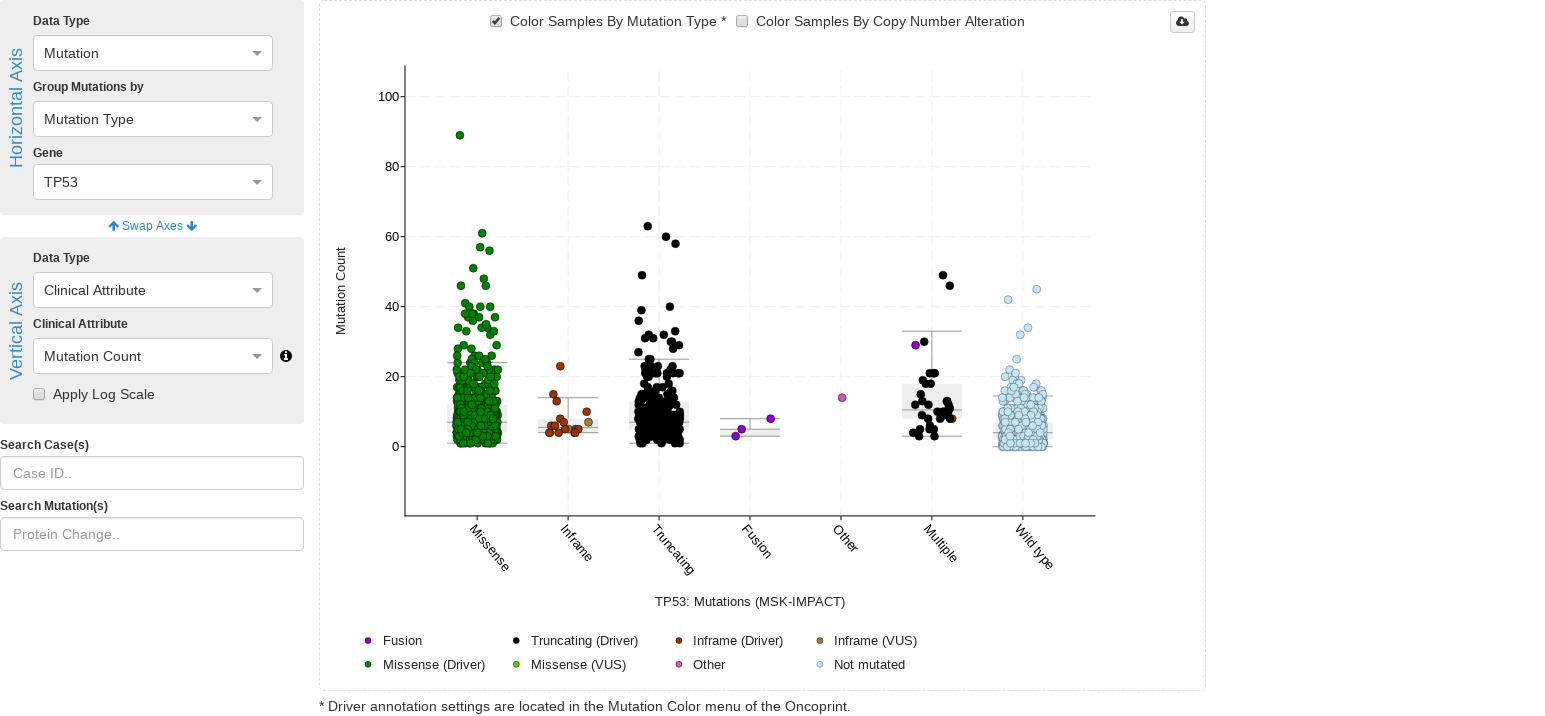 Horizontal Axis
Data Type
Mutation
Group Mutations by
Mutation Type
Gene
TP53
Swap Axes
Vertical Axis
Data Type
Clinical Attribute
Clinical Attribute
Mutation Count
Apply Log Scale
Search Case(s)
Case ID..
Search Mutation(s)
Protein Change..
Color Samples By Mutation Type *
Color Samples By Copy Number Alteration
Mutation Count
100
80
60
40
20
0
Missense
Inframe
Truncating
Fusion
Other
Multiple
Wild type
TP53: Mutations (MSK-IMPACT)
Fusion
Truncating (Driver)
Inframe (Driver)
Inframe (VUS)
Missense (Driver)
Missense (VUS)
Other
Not mutated
* Driver annotation settings are located in the Mutation Color menu of the Oncoprint.